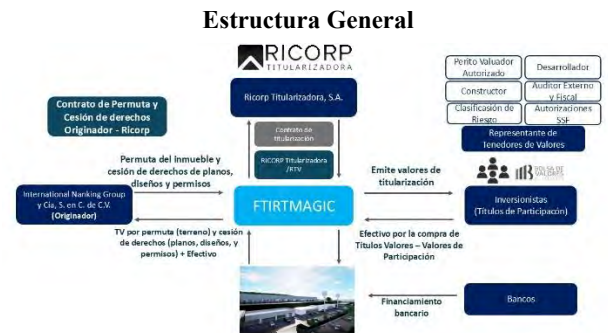 Estructura General
RICORP
TITULARIZADORA
Ricorp Titularizadora, S.A.
Perito Valuador
Autorizado
Desarrollador
Constructor
Auditor Externo
y Fiscal
Clasificación de
Riesgo
Autorizaciones
SSF
Representante de
Tenedores de Valores
Contrato de Permuta y
Cesión de derechos
Originador - Ricorp
Contrato de
titularización
RICORP Titularizadora
/RTV
BOLSA DE
VALORES
Permuta del Inmueble y
cesión de derechos de planos,
diseños y permisos
Emite valores de
titularización
International Nanking Group
y Cía, S. en C. de C.V.
(Originador)
FTIRTMAGIC
Inversionistas
(Títulos de Participacón)
TV por permuta (terreno) y cesión
de derechos (planos, diseños, y
permisos) + Efectivo
Efectivo por la compra de
Titulos Valores – Valores de
Participación
Financiamiento
bancario
Bancos